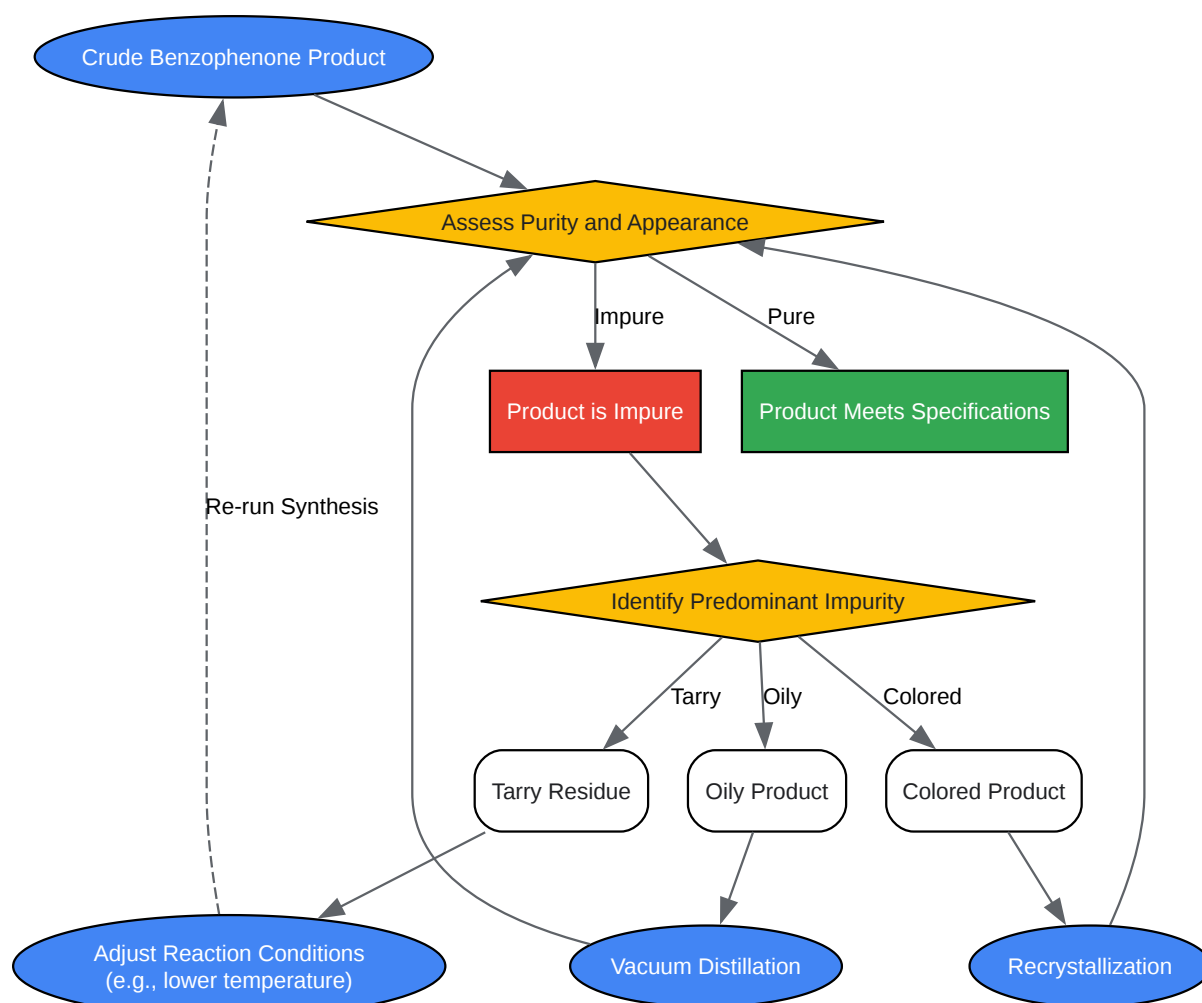 Crude Benzophenone Product
Assess Purity and Appearance
Impure
Pure
Product is Impure
Product Meets Specifications
Re-run Synthesis
Identify Predominant Impurity
Tarry
Oily
Colored
Tarry Residue
Oily Product
Colored Product
Adjust Reaction Conditions
(e.g., lower temperature)
Vacuum Distillation
Recrystallization